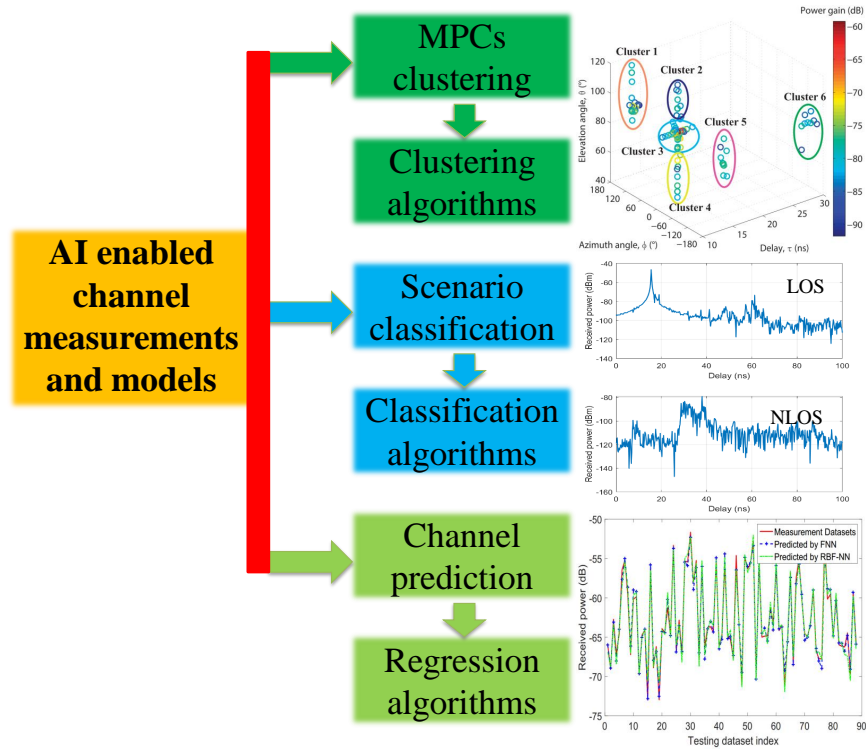 AI enabled
channel
measurements
and models
MPCs
clustering
Clustering
algorithms
Scenario
classification
Classification
algorithms
Channel
prediction
Regression
algorithms
Power gain (dB)
Cluster 1
Cluster 2
Cluster 3
Cluster 4
Cluster 5
Cluster 6
Elevation angle, θ (°)
120
100
80
60
40
180
120
60
0
−60
−120
−180
Azimuth angle, ϕ (°)
10
15
20
25
30
Delay, τ (ns)
−60
−65
−70
−75
−80
−85
−90
LOS
Received power (dBm)
-40
-60
-80
-100
-120
-140
0 20 40 60 80 100
Delay (ns)
NLOS
Received power (dBm)
-80
-100
-120
-140
-160
0 20 40 60 80 100
Delay (ns)
Measurement Datasets
Predicted by FNN
Predicted by RBF-NN
Received power (dB)
-50
-55
-60
-65
-70
-75
0 10 20 30 40 50 60 70 80 90
Testing dataset index